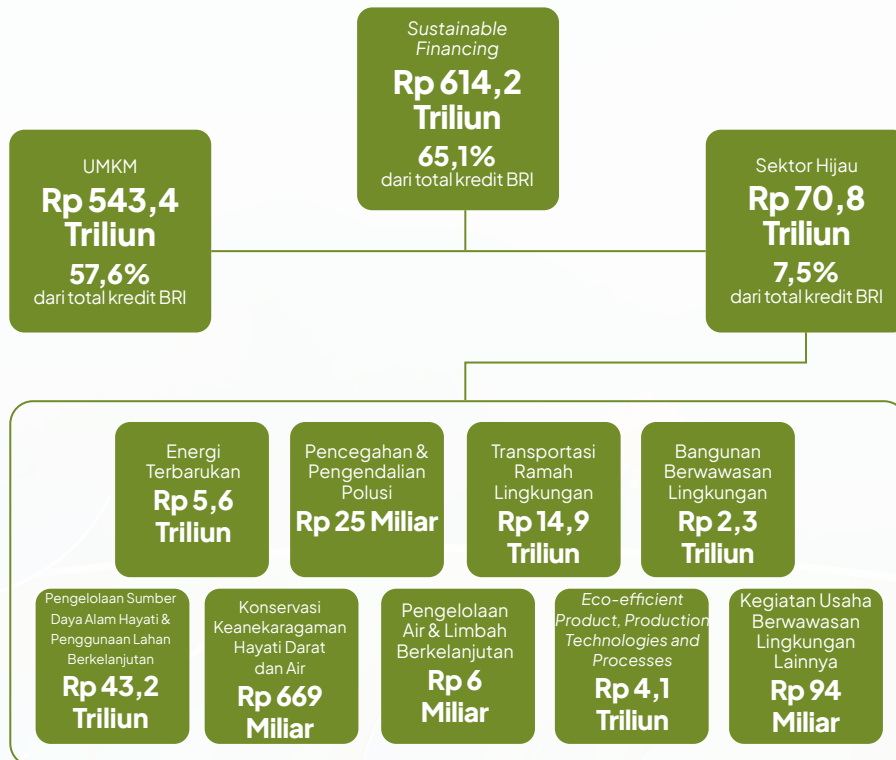 Sustainable
Financing
Rp 614,2
Triliun
65,1%
dari total kredit BRI
UMKM
Rp 543,4
Triliun
57,6%
dari total kredit BRI
Sektor Hijau
Rp 70,8
Triliun
7,5%
dari total kredit BRI
Energi
Terbarukan
Rp 5,6
Triliun
Pencegahan &
Pengendalian
Polusi
Rp 25 Miliar
Transportasi
Ramah
Lingkungan
Rp 14,9
Triliun
Bangunan
Berwawasan
Lingkungan
Rp 2,3
Triliun
Pengelolaan Sumber
Daya Alam Hayati &
Penggunaan Lahan
Berkelanjutan
Rp 43,2
Triliun
Konservasi
Keanekaragaman
Hayati Darat
dan Air
Rp 669
Miliar
Pengelolaan
Air & Limbah
Berkelanjutan
Rp 6
Miliar
Eco-efficient
Product, Production
Technologies and
Processes
Rp 4,1
Triliun
Kegiatan Usaha
Berwawasan
Lingkungan
Lainnya
Rp 94
Miliar